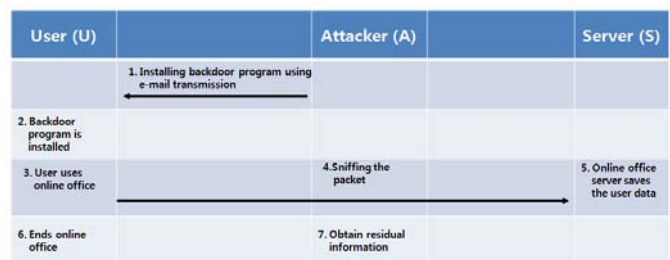 User (U)
Attacker (A)
Server (S)
1. Installing backdoor program using
e-mail transmission
2. Backdoor
program is
installed
3. User uses
online office
4.Sniffing the
packet
5. Online office
server saves
the user data
6. Ends online
office
7. Obtain residual
information